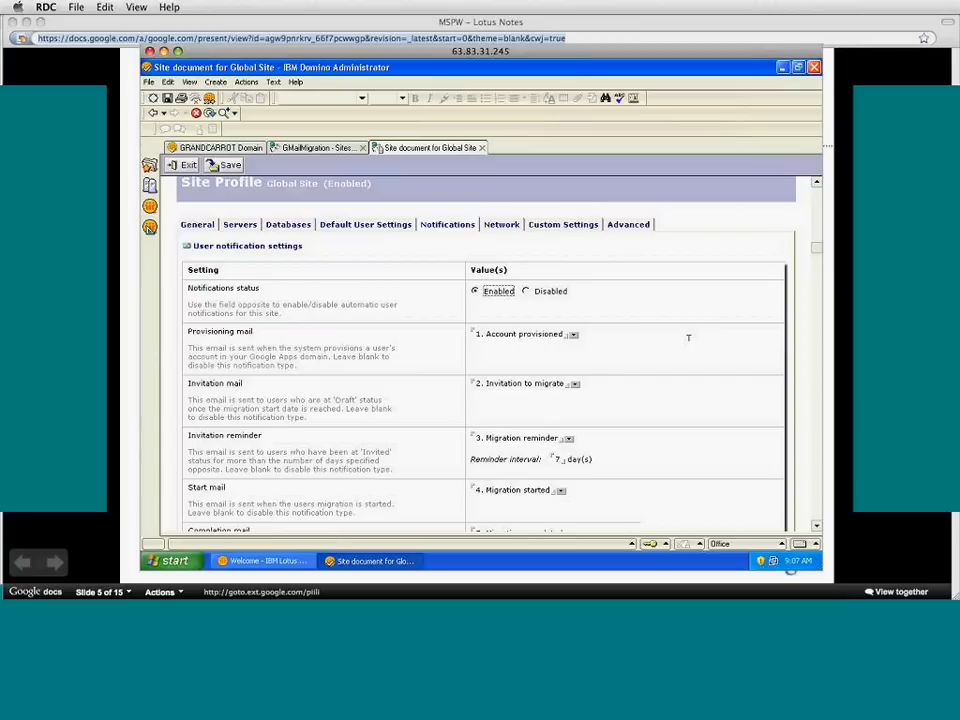 RDC File Edit View Help
MSPW - Lotus Notes
https://docs.google.com/a/google.com/present/view?id=agw9pnrkrv_66f7pcwwgp&revision=_latest&start=0&theme=blank&cwj=true
63.83.31.245
Site document for Global Site - IBM Domino Administrator
File Edit View Create Actions Text Help
GRANDCARROT Domain GMailMigration - Sites... Site document for Global Site
Exit Save
Site Profile Global Site (Enabled)
General Servers Databases Default User Settings Notifications Network Custom Settings Advanced
User notification settings
Setting Value(s)
Notifications status
Enabled Disabled
Use the field opposite to enable/disable automatic user
notifications for this site.
Provisioning mail
1. Account provisioned
This email is sent when the system provisions a user's
account in your Google Apps domain. Leave blank to
disable this notification type.
Invitation mail
2. Invitation to migrate
This email is sent to users who are at 'Draft' status
once the migration start date is reached. Leave blank
to disable this notification type.
Invitation reminder
3. Migration reminder
This email is sent to users who have been at 'Invited'
status for more than the number of days specified
opposite. Leave blank to disable this notification type.
Reminder interval: 7 day(s)
Start mail
4. Migration started
This email is sent when the users migration is started.
Leave blank to disable this notification type.
Completion mail
Office
start Welcome - IBM Lotus ... Site document for Glo... 9:07 AM
Google docs Slide 5 of 15 Actions http://goto.ext.google.com/piili View together